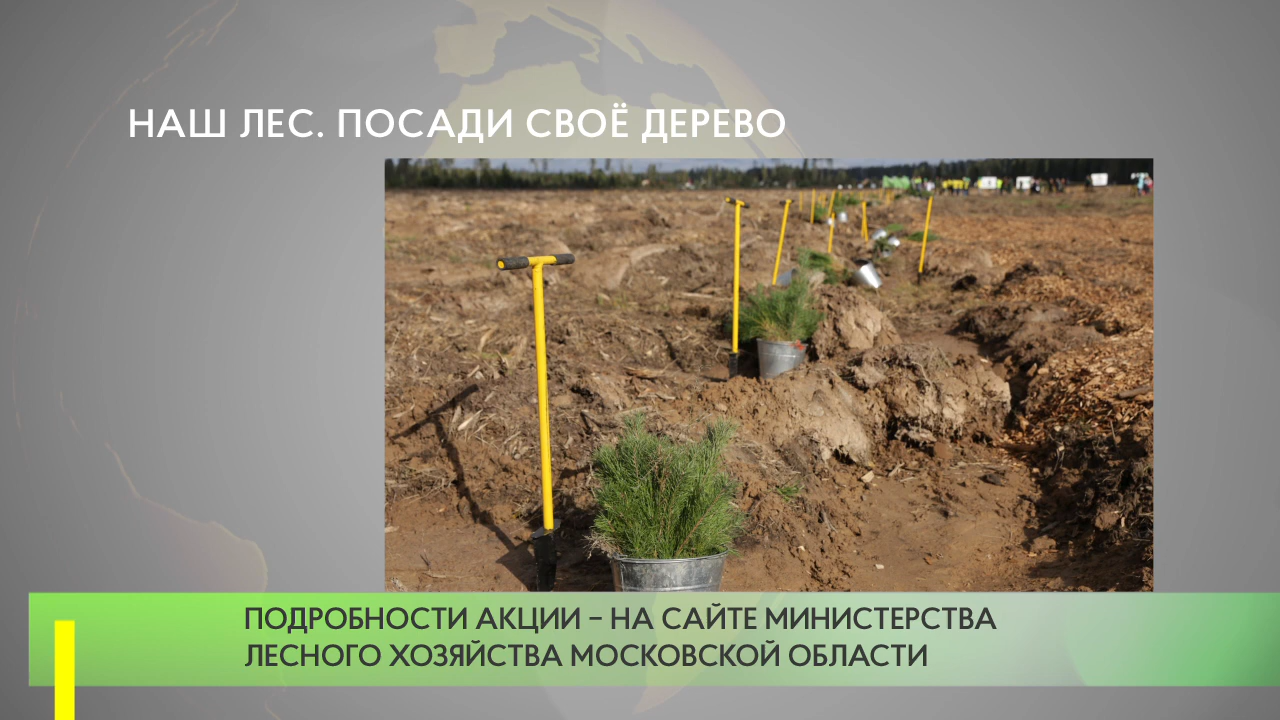 НАШ ЛЕС. ПОСАДИ СВОЁ ДЕРЕВО
ПОДРОБНОСТИ АКЦИИ – НА САЙТЕ МИНИСТЕРСТВА
ЛЕСНОГО ХОЗЯЙСТВА МОСКОВСКОЙ ОБЛАСТИ